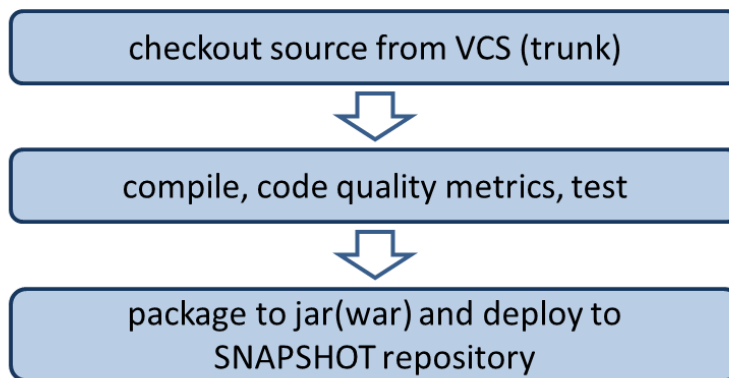 checkout source from VCS (trunk)
compile, code quality metrics, test
package to jar(war) and deploy to
SNAPSHOT repository